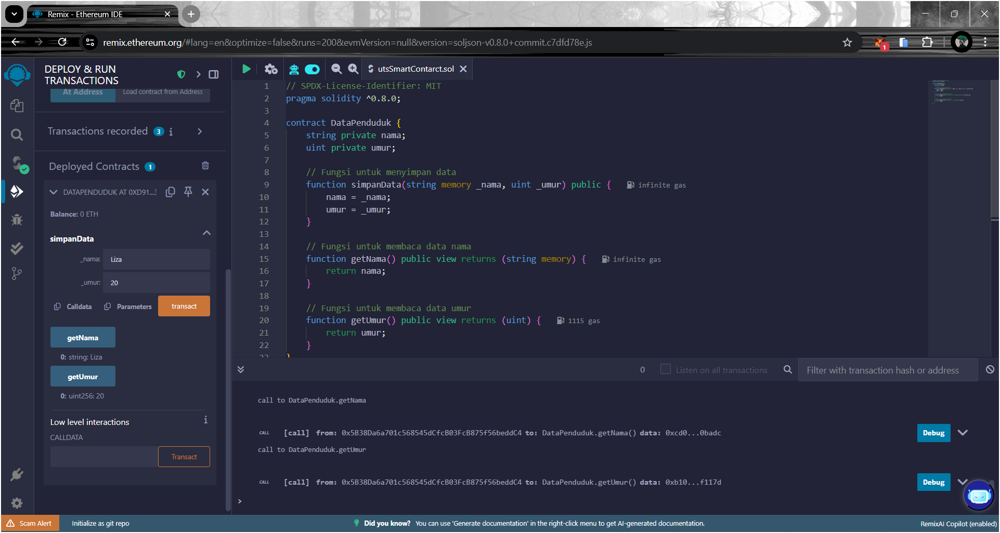 Remix - Ethereum IDE
remix.ethereum.org/#lang=en&optimize=false&runs=200&evmVersion=null&version=soljson-v0.8.0+commit.c7dfd78e.js
1
DEPLOY & RUN
TRANSACTIONS
At Address
Load contract from Address
Transactions recorded 3 i
Deployed Contracts 1
DATAPENDUDUK AT 0XD91...3
Balance: 0 ETH
simpanData
_nama: Liza
_umur: 20
Calldata
Parameters
transact
getNama
0: string: Liza
getUmur
0: uint256: 20
Low level interactions
i
CALLDATA
Transact
utsSmartContarct.sol
1 // SPDX-License-Identifier: MIT
2 pragma solidity ^0.8.0;
3
4 contract DataPenduduk {
5 string private nama;
6 uint private umur;
7
8 // Fungsi untuk menyimpan data
9 function simpanData(string memory _nama, uint _umur) public { infinite gas
10 nama = _nama;
11 umur = _umur;
12 }
13
14 // Fungsi untuk membaca data nama
15 function getNama() public view returns (string memory) { infinite gas
16 return nama;
17 }
18
19 // Fungsi untuk membaca data umur
20 function getUmur() public view returns (uint) { 1115 gas
21 return umur;
22 }
23 }
0
Listen on all transactions
Filter with transaction hash or address
call to DataPenduduk.getNama
CALL [call] from: 0x5B38Da6a701c568545dCfcB03FcB875f56beddC4 to: DataPenduduk.getNama() data: 0xcd0...0badc
Debug
call to DataPenduduk.getUmur
CALL [call] from: 0x5B38Da6a701c568545dCfcB03FcB875f56beddC4 to: DataPenduduk.getUmur() data: 0xb10...f117d
Debug
>
Scam Alert
Initialize as git repo
Did you know? You can use 'Generate documentation' in the right-click menu to get AI-generated documentation.
RemixAI Copilot (enabled)